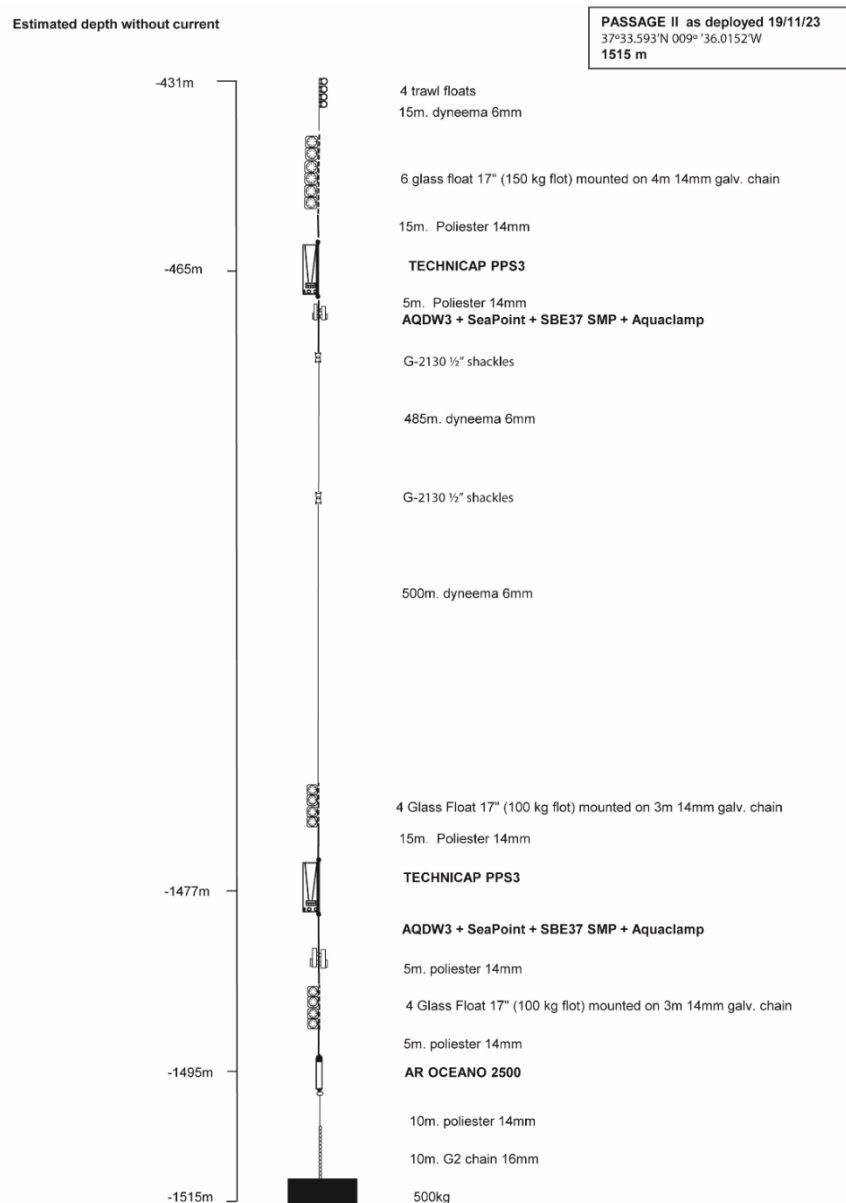 Estimated depth without current
PASSAGE II as deployed 19/11/23
37º33.593'N 009º '36.0152'W
1515 m
-431m
4 trawl floats
15m. dyneema 6mm
6 glass float 17" (150 kg flot) mounted on 4m 14mm galv. chain
15m. Poliester 14mm
-465m
TECHNICAP PPS3
5m. Poliester 14mm
AQDW3 + SeaPoint + SBE37 SMP + Aquaclamp
G-2130 ½" shackles
485m. dyneema 6mm
G-2130 ½" shackles
500m. dyneema 6mm
4 Glass Float 17" (100 kg flot) mounted on 3m 14mm galv. chain
15m. Poliester 14mm
TECHNICAP PPS3
-1477m
AQDW3 + SeaPoint + SBE37 SMP + Aquaclamp
5m. poliester 14mm
4 Glass Float 17" (100 kg flot) mounted on 3m 14mm galv. chain
5m. poliester 14mm
-1495m
AR OCEANO 2500
10m. poliester 14mm
10m. G2 chain 16mm
-1515m
500kg